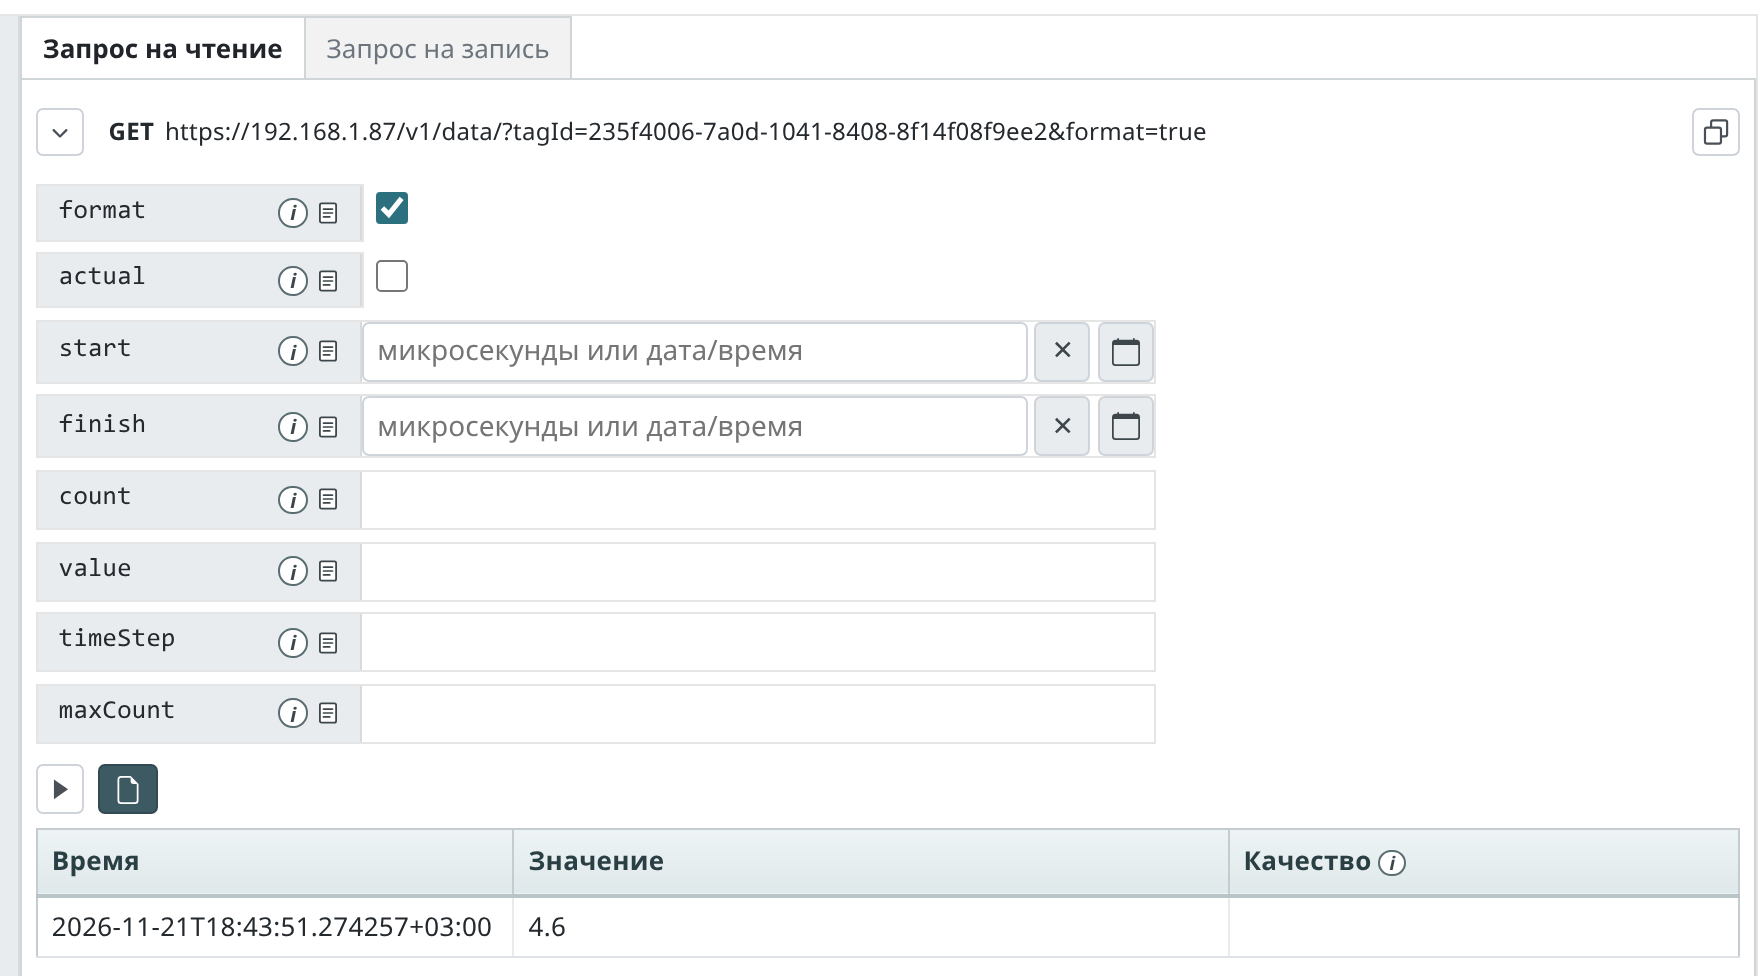 Запрос на чтение Запрос на запись
GET https://192.168.1.87/v1/data/?tagId=235f4006-7a0d-1041-8408-8f14f08f9ee2&format=true
format
actual
start микросекунды или дата/время
finish микросекунды или дата/время
count
value
timeStep
maxCount
Время Значение Качество
2026-11-21T18:43:51.274257+03:00 4.6